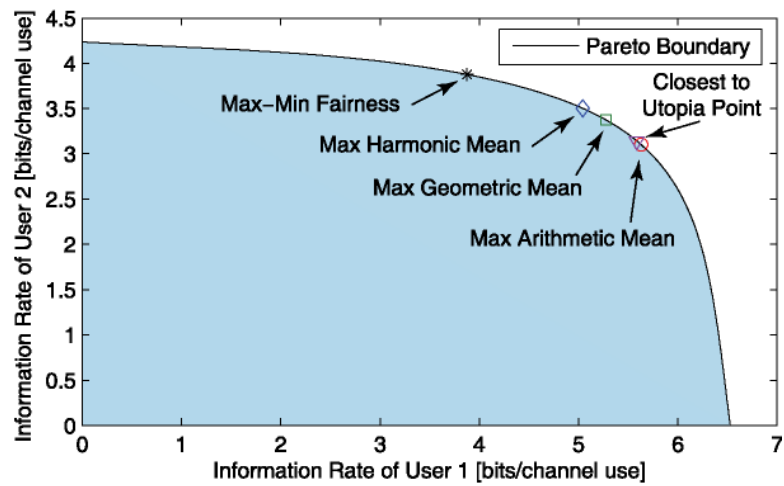 4.5
4
3.5
3
2.5
2
1.5
1
0.5
0
Information Rate of User 2 [bits/channel use]
Pareto Boundary
Closest to
Utopia Point
Max−Min Fairness
Max Harmonic Mean
Max Geometric Mean
Max Arithmetic Mean
0 1 2 3 4 5 6 7
Information Rate of User 1 [bits/channel use]